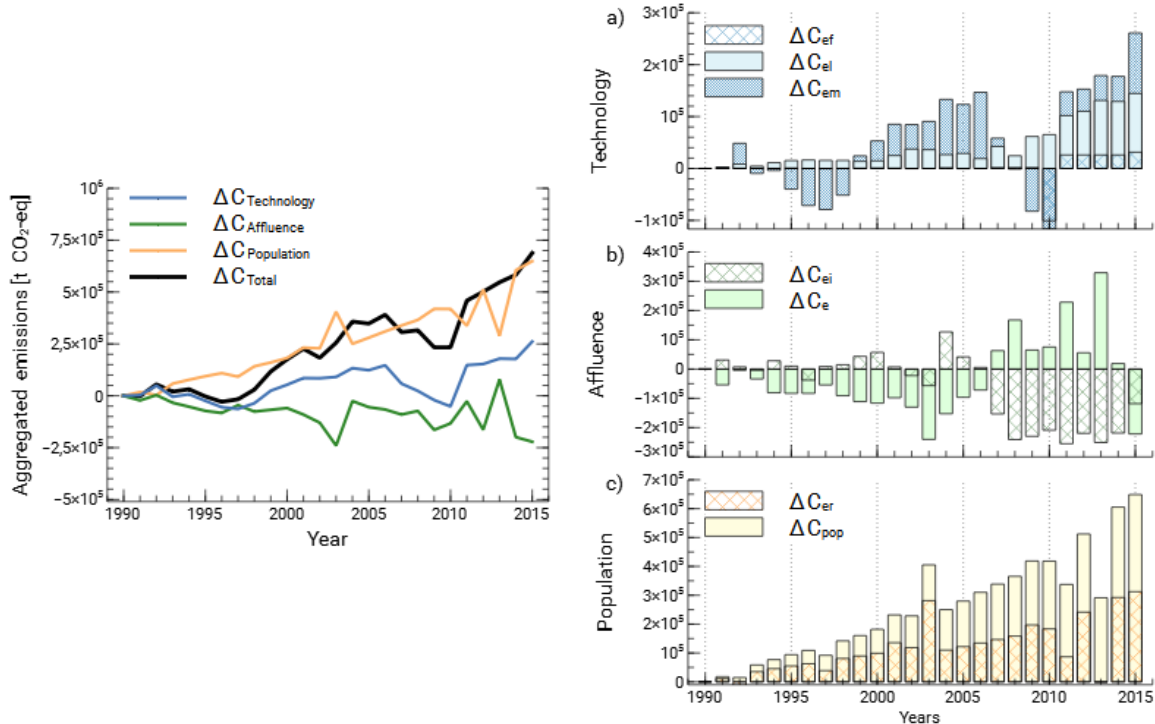 Aggregated emissions [t CO₂-eq]
10⁶
7,5×10⁵
5×10⁵
2,5×10⁵
0
−2,5×10⁵
−5×10⁵
ΔC Technology
ΔC Affluence
ΔC Population
ΔC Total
1990 1995 2000 2005 2010 2015
Year
a)
Technology
3×10⁵
2×10⁵
10⁵
0
−1×10⁵
ΔC ef
ΔC el
ΔC em
b)
Affluence
4×10⁵
3×10⁵
2×10⁵
10⁵
0
−1×10⁵
−2×10⁵
−3×10⁵
ΔC ei
ΔC e
c)
Population
7×10⁵
6×10⁵
5×10⁵
4×10⁵
3×10⁵
2×10⁵
10⁵
0
ΔC er
ΔC pop
1990 1995 2000 2005 2010 2015
Years